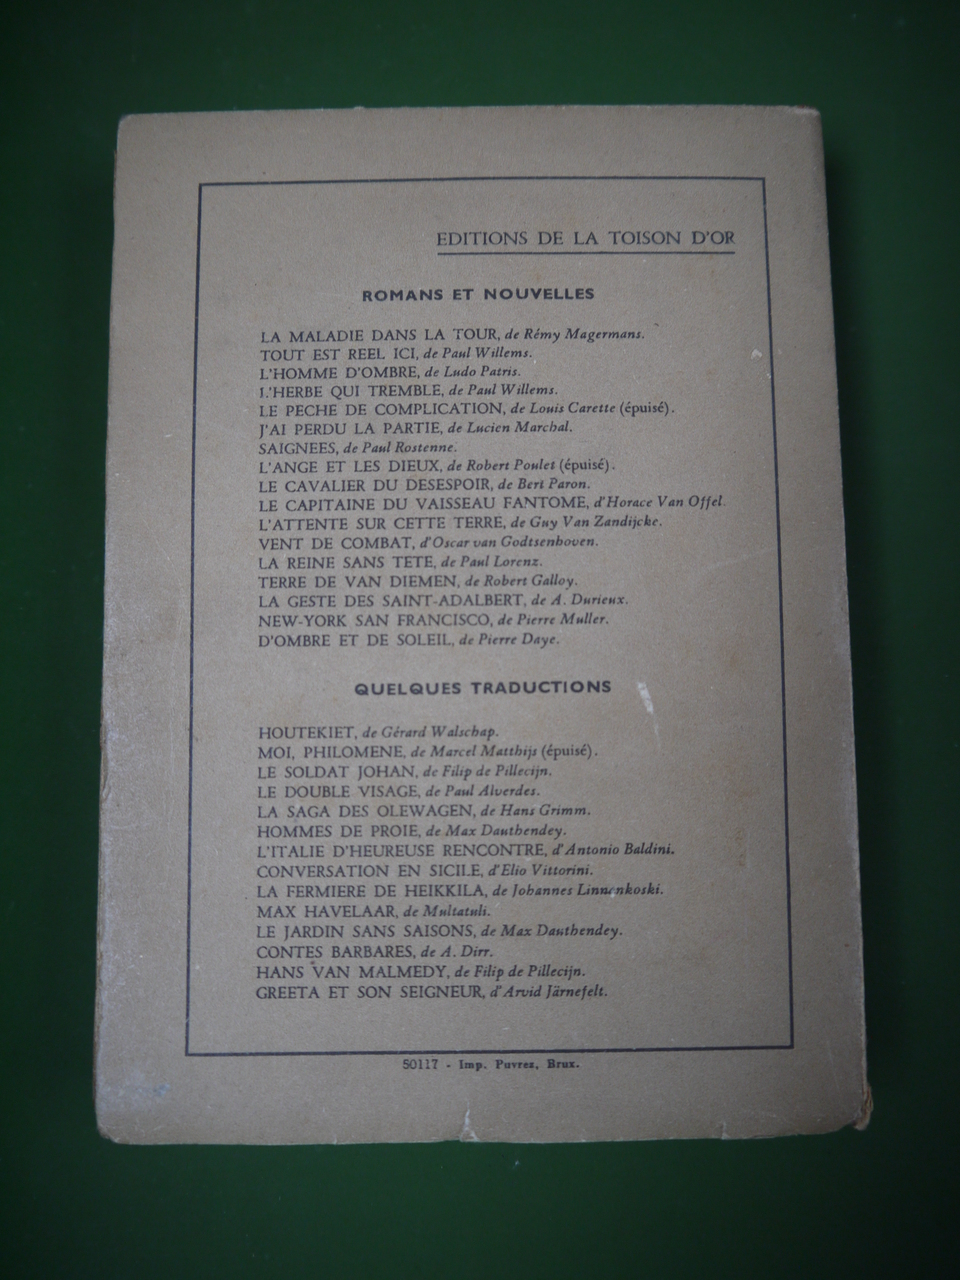 EDITIONS DE LA TOISON D'OR
ROMANS ET NOUVELLES
LA MALADIE DANS LA TOUR, de Rémy Magermans.
TOUT EST REEL ICI, de Paul Willems.
L'HOMME D'OMBRE, de Ludo Patris.
L'HERBE QUI TREMBLE, de Paul Willems.
LE PECHE DE COMPLICATION, de Louis Carette (épuisé).
J'AI PERDU LA PARTIE, de Lucien Marchal.
SAIGNEES, de Paul Rostenne.
L'ANGE ET LES DIEUX, de Robert Poulet (épuisé).
LE CAVALIER DU DESESPOIR, de Bert Paron.
LE CAPITAINE DU VAISSEAU FANTOME, d'Horace Van Offel.
L'ATTENTE SUR CETTE TERRE, de Guy Van Zandijcke.
VENT DE COMBAT, d'Oscar van Godtsenhoven.
LA REINE SANS TETE, de Paul Lorenz.
TERRE DE VAN DIEMEN, de Robert Galloy.
LA GESTE DES SAINT-ADALBERT, de A. Durieux.
NEW-YORK SAN FRANCISCO, de Pierre Muller.
D'OMBRE ET DE SOLEIL, de Pierre Daye.
QUELQUES TRADUCTIONS
HOUTEKIET, de Gérard Walschap.
MOI, PHILOMENE, de Marcel Matthijs (épuisé).
LE SOLDAT JOHAN, de Filip de Pillecijn.
LE DOUBLE VISAGE, de Paul Alverdes.
LA SAGA DES OLEWAGEN, de Hans Grimm.
HOMMES DE PROIE, de Max Dauthendey.
L'ITALIE D'HEUREUSE RENCONTRE, d'Antonio Baldini.
CONVERSATION EN SICILE, d'Elio Vittorini.
LA FERMIERE DE HEIKKILA, de Johannes Linnankoski.
MAX HAVELAAR, de Multatuli.
LE JARDIN SANS SAISONS, de Max Dauthendey.
CONTES BARBARES, de A. Dirr.
HANS VAN MALMEDY, de Filip de Pillecijn.
GREETA ET SON SEIGNEUR, d'Arvid Järnefelt.
50117 - Imp. Puvrez, Brux.